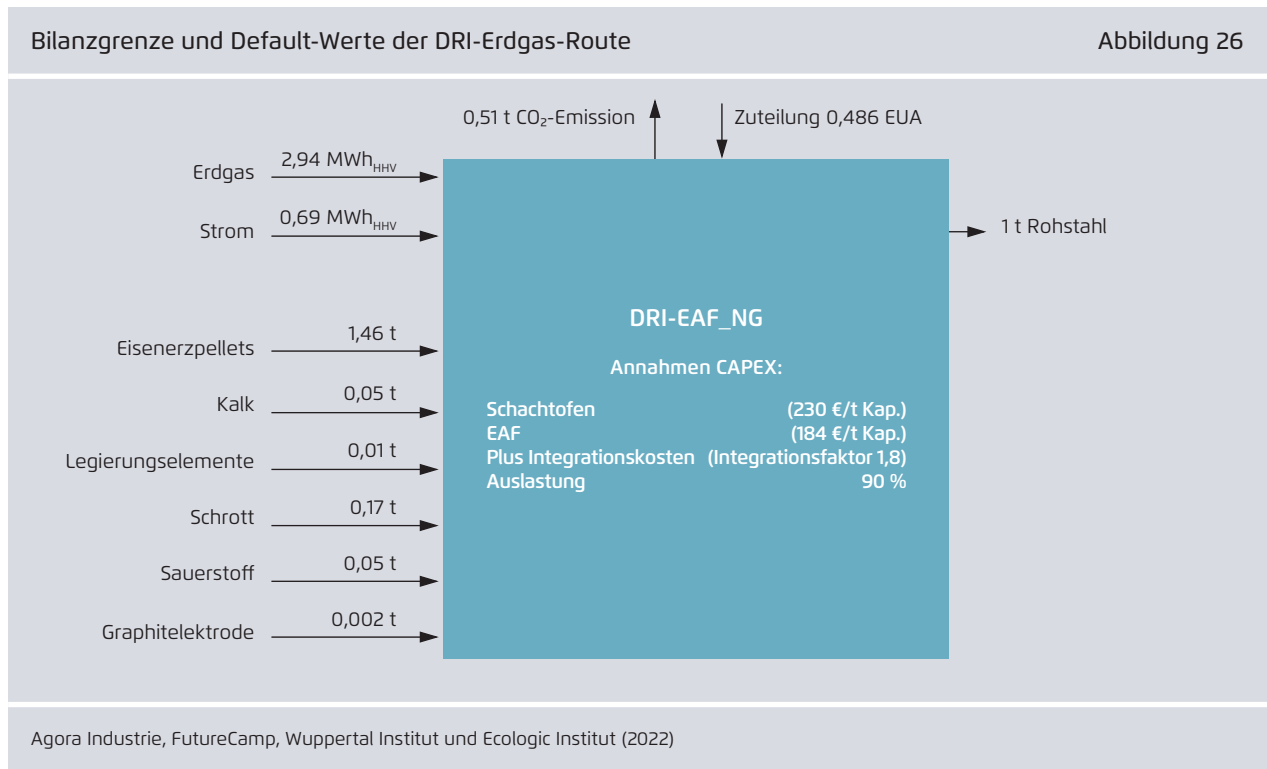 Bilanzgrenze und Default-Werte der DRI-Erdgas-Route
Abbildung 26
0,51 t CO₂-Emission
Zuteilung 0,486 EUA
Erdgas 2,94 MWh_HHV
Strom 0,69 MWh_HHV
1 t Rohstahl
Eisenerzpellets 1,46 t
Kalk 0,05 t
Legierungselemente 0,01 t
Schrott 0,17 t
Sauerstoff 0,05 t
Graphitelektrode 0,002 t
DRI-EAF_NG
Annahmen CAPEX:
Schachtofen (230 €/t Kap.)
EAF (184 €/t Kap.)
Plus Integrationskosten (Integrationsfaktor 1,8)
Auslastung 90 %
Agora Industrie, FutureCamp, Wuppertal Institut und Ecologic Institut (2022)